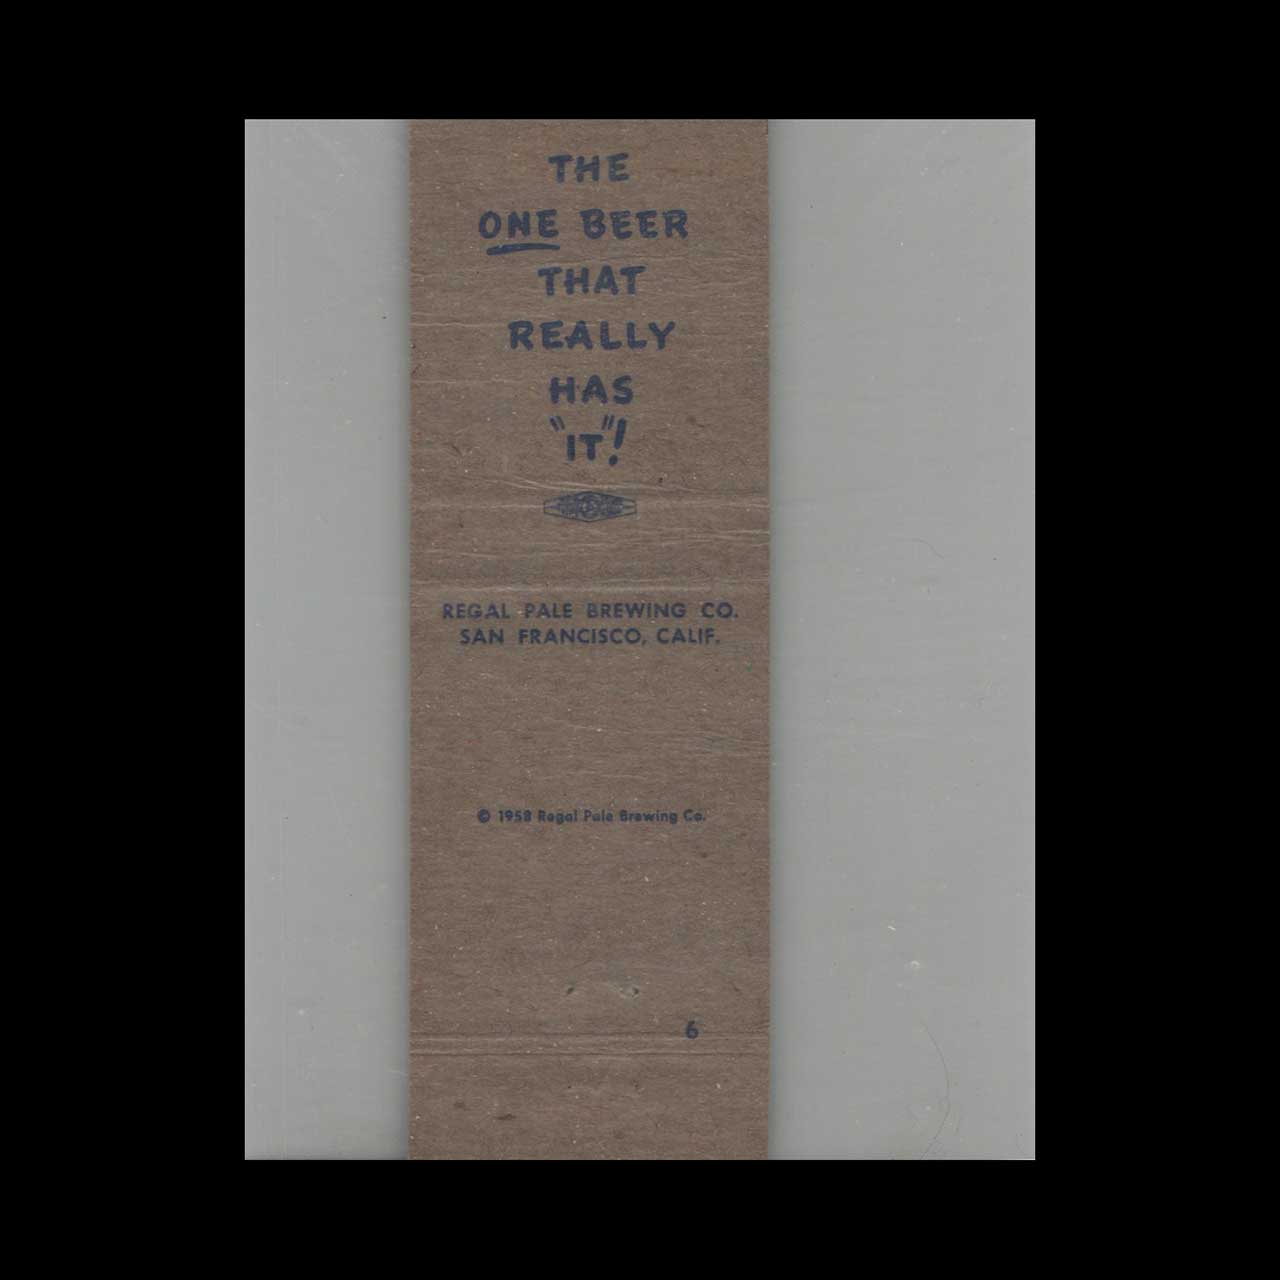 THE
ONE BEER
THAT
REALLY
HAS
"IT"!
REGAL PALE BREWING CO.
SAN FRANCISCO, CALIF.
© 1958 Regal Pale Brewing Co.
6